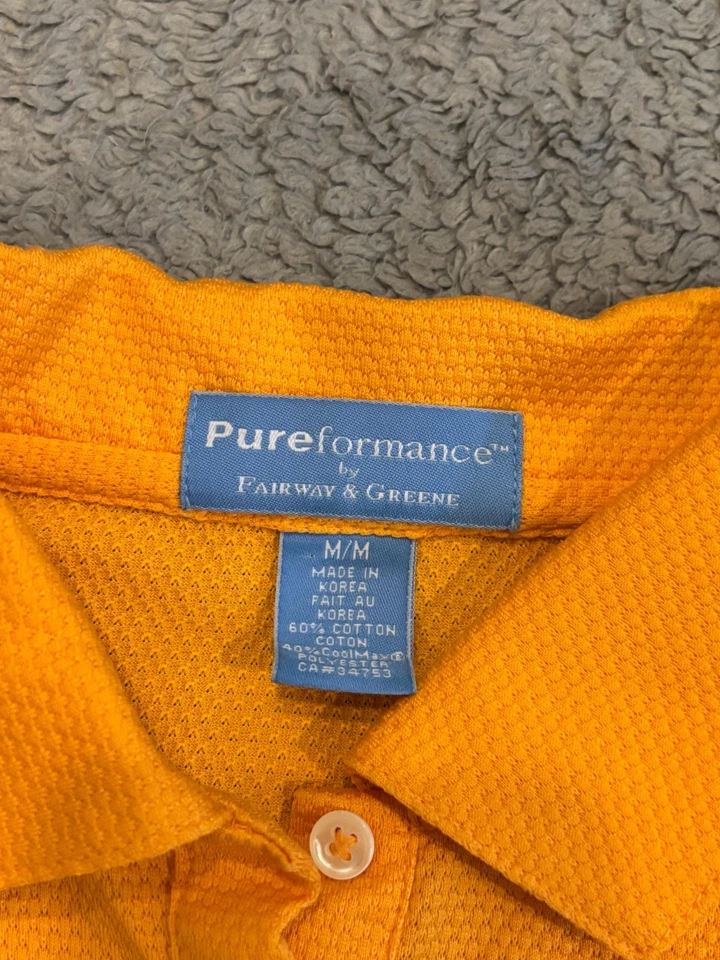 Pureformance™
by
FAIRWAY & GREENE
M/M
MADE IN
KOREA
FAIT AU
KOREA
60% COTTON
COTON
40% CoolMax®
POLYESTER
CA#34753